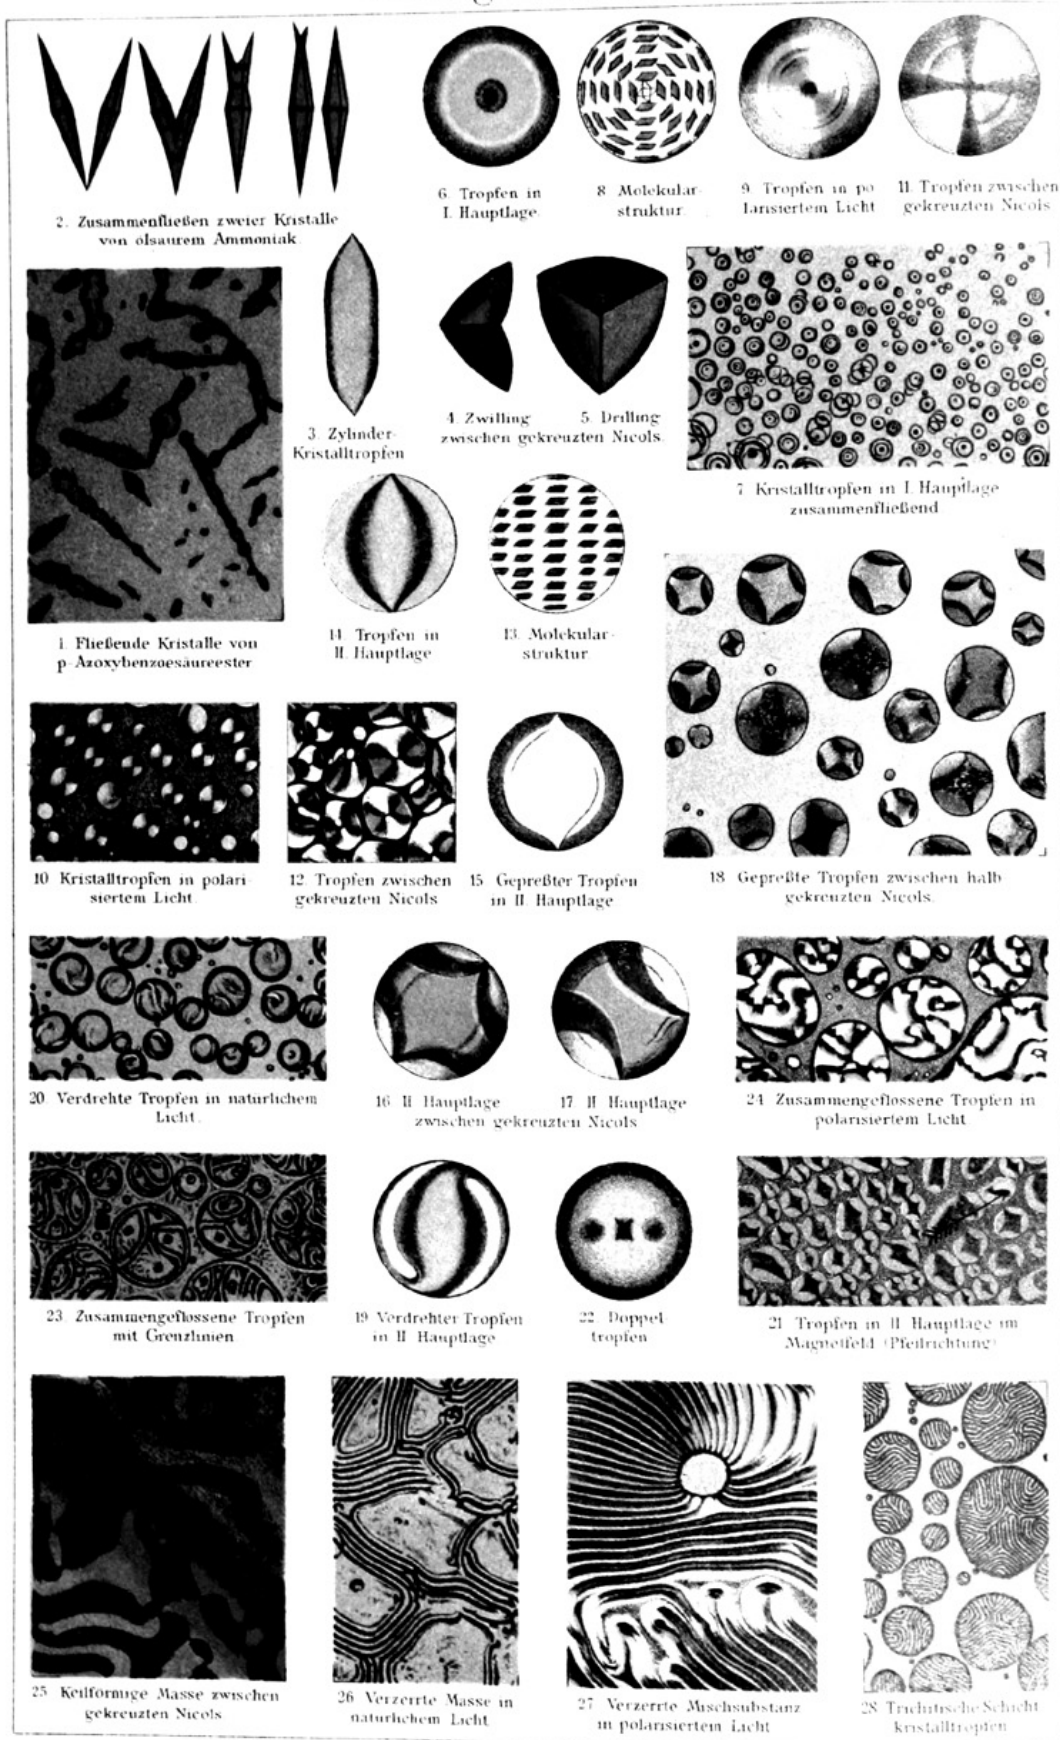 2. Zusammenfließen zweier Kristalle
von ölsaurem Ammoniak.
6. Tropfen in
I. Hauptlage.
8 Molekular-
struktur.
9. Tropfen in po
larisiertem Licht
11. Tropfen zwischen
gekreuzten Nicols
1. Fließende Kristalle von
p-Azoxybenzoesäureester
3. Zylinder-
Kristalltropfen
4. Zwilling
5. Drilling
zwischen gekreuzten Nicols.
7. Kristalltropfen in I. Hauptlage
zusammenfließend
14. Tropfen in
II. Hauptlage
13. Molekular-
struktur.
10 Kristalltropfen in polari-
siertem Licht.
12. Tropfen zwischen
gekreuzten Nicols
15 Gepreßter Tropfen
in II. Hauptlage
18 Gepreßte Tropfen zwischen halb
gekreuzten Nicols.
20 Verdrehte Tropfen in natürlichem
Licht.
16 II Hauptlage
17. II Hauptlage
zwischen gekreuzten Nicols
24 Zusammengeflossene Tropfen in
polarisiertem Licht
23. Zusammengeflossene Tropfen
mit Grenzlinien
19 Verdrehter Tropfen
in II Hauptlage
22. Doppel-
tropfen
21 Tropfen in II Hauptlage im
Magnetfeld (Pfeilrichtung)
25 Keilförmige Masse zwischen
gekreuzten Nicols
26 Verzerrte Masse in
natürlichem Licht
27 Verzerrte Mischsubstanz
in polarisiertem Licht
28 Trichitische Schicht
kristalltropfen